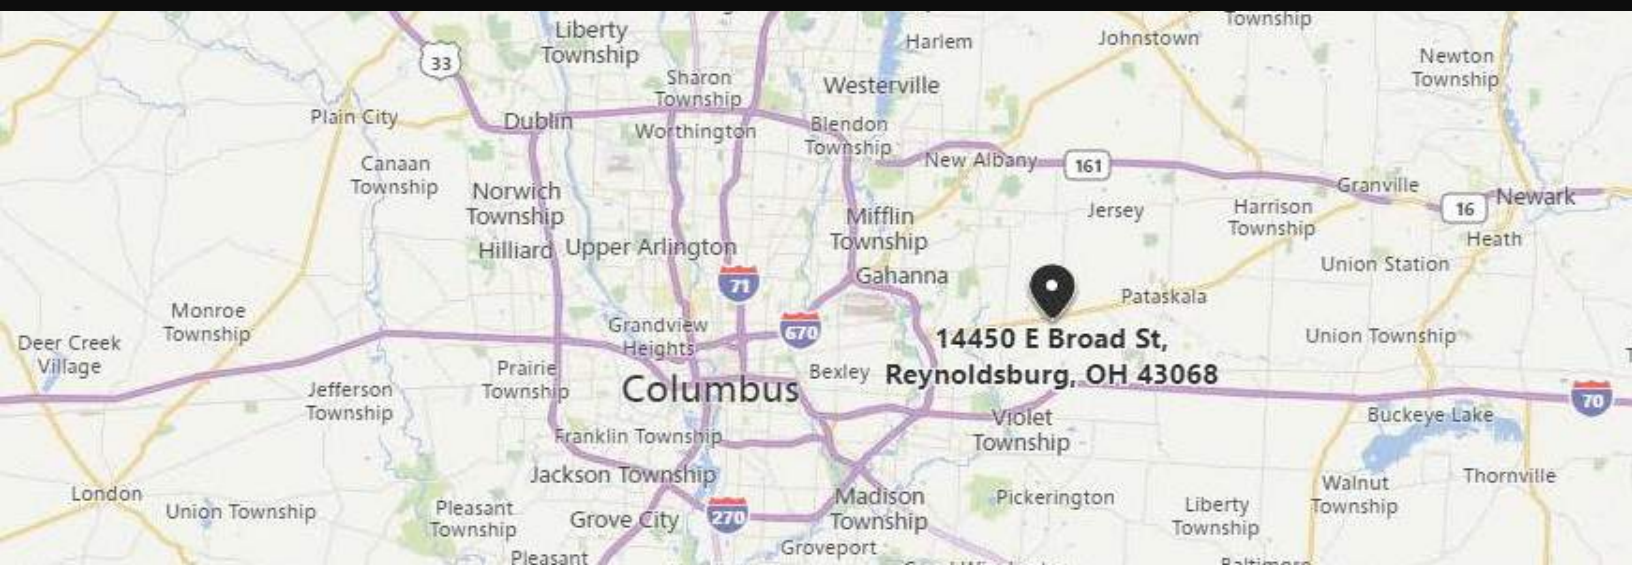 Township
Liberty
Township
Harlem
Johnstown
33
Newton
Township
Sharon
Township
Westerville
Plain City
Dublin
Worthington
Blendon
Township
New Albany
161
Canaan
Township
Norwich
Township
Granville
16
Newark
Mifflin
Township
Jersey
Harrison
Township
Hilliard
Upper Arlington
Heath
Gahanna
Union Station
71
Pataskala
Monroe
Township
Grandview
Heights
670
14450 E Broad St,
Reynoldsburg, OH 43068
Union Township
Deer Creek
Village
Prairie
Township
Columbus
Bexley
Jefferson
Township
70
Violet
Township
Buckeye Lake
Franklin Township
Jackson Township
London
Union Township
Pleasant
Township
Grove City
270
Madison
Township
Pickerington
Liberty
Township
Walnut
Township
Thornville
Pleasant
Groveport
Baltimore